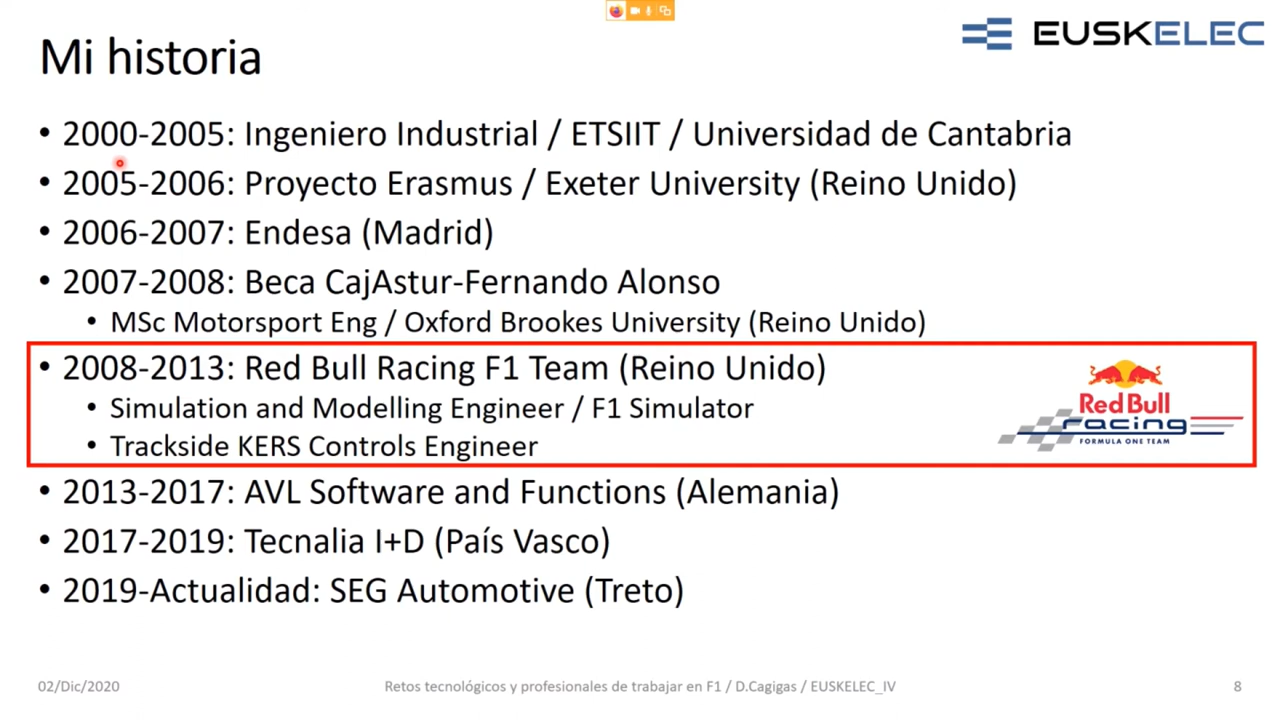 EUSKELEC
Mi historia
• 2000-2005: Ingeniero Industrial / ETSIIT / Universidad de Cantabria
• 2005-2006: Proyecto Erasmus / Exeter University (Reino Unido)
• 2006-2007: Endesa (Madrid)
• 2007-2008: Beca CajAstur-Fernando Alonso
• MSc Motorsport Eng / Oxford Brookes University (Reino Unido)
• 2008-2013: Red Bull Racing F1 Team (Reino Unido)
• Simulation and Modelling Engineer / F1 Simulator
• Trackside KERS Controls Engineer
Red Bull
racing
FORMULA ONE TEAM
• 2013-2017: AVL Software and Functions (Alemania)
• 2017-2019: Tecnalia I+D (País Vasco)
• 2019-Actualidad: SEG Automotive (Treto)
02/Dic/2020
Retos tecnológicos y profesionales de trabajar en F1 / D.Cagigas / EUSKELEC_IV
8